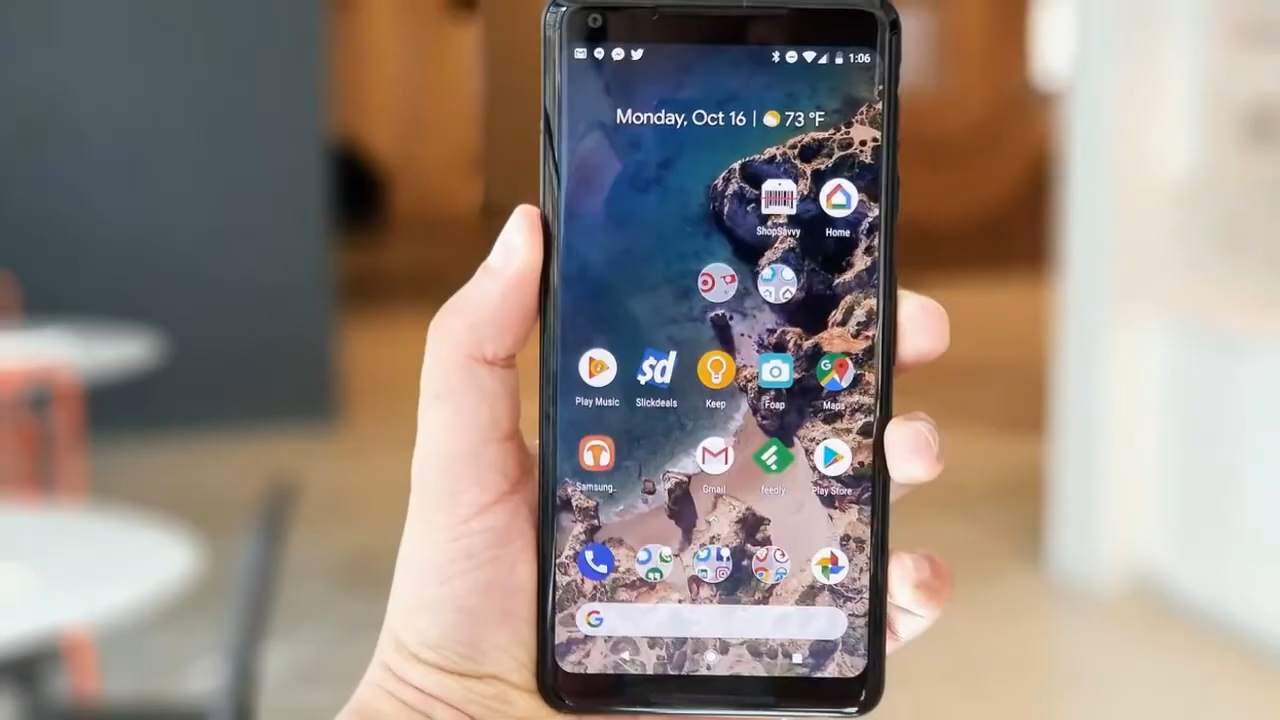 1:06
Monday, Oct 16 | 73 °F
ShopSavvy Home
Play Music $d Slickdeals Keep Foap Maps
Samsung.. Gmail feedly Play Store
G